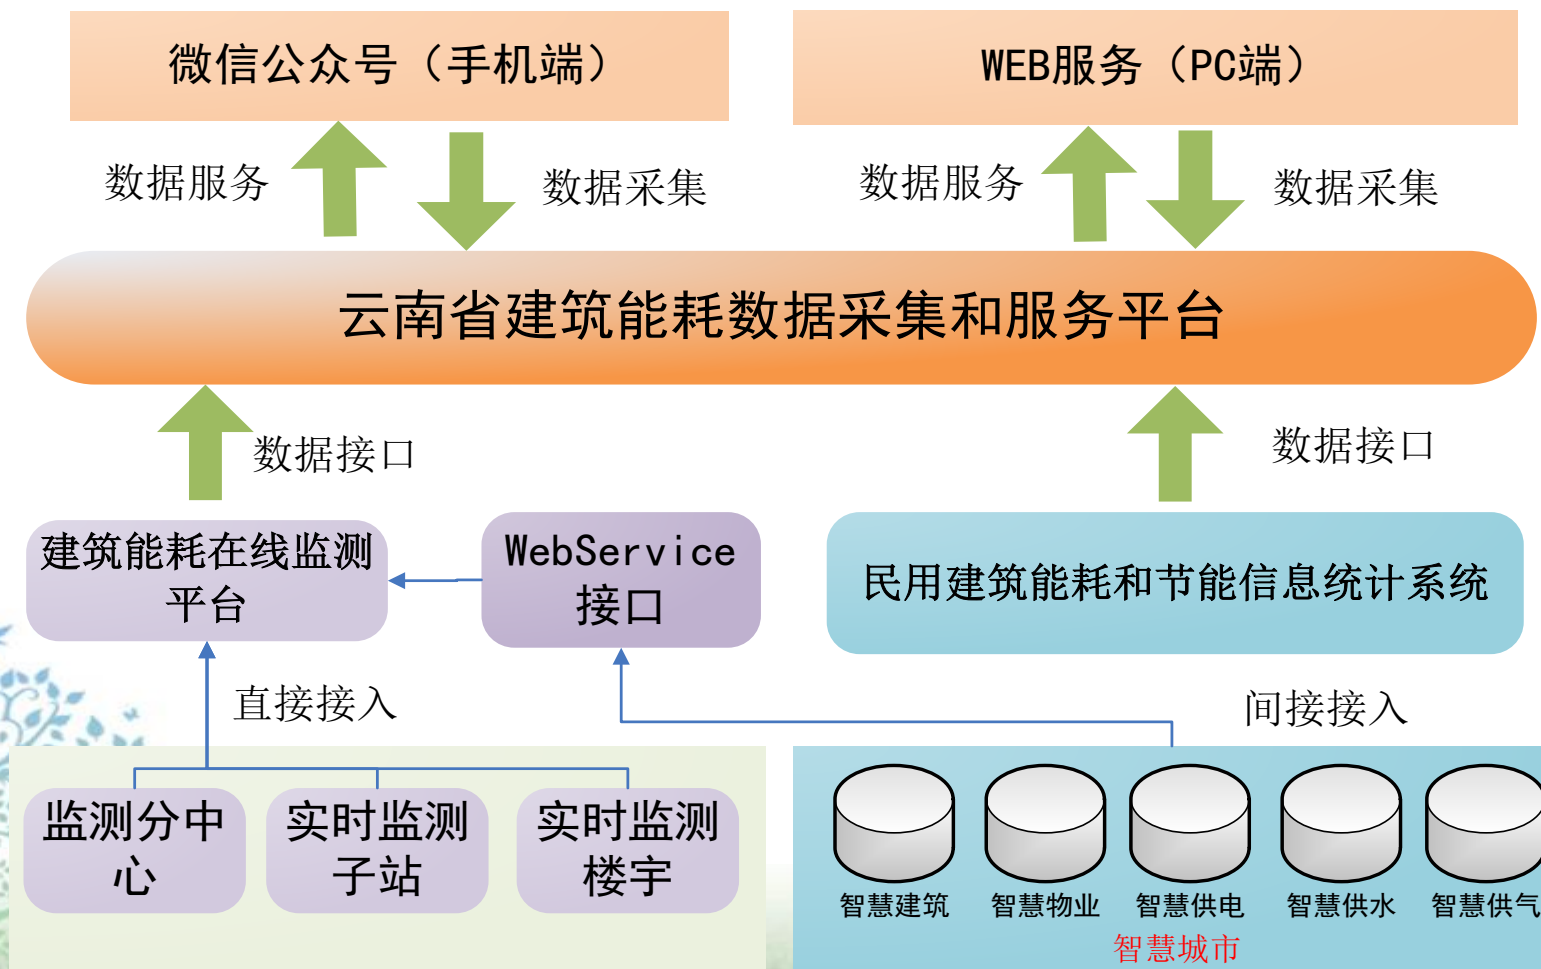 微信公众号（手机端）
WEB服务（PC端）
数据服务
数据采集
数据服务
数据采集
云南省建筑能耗数据采集和服务平台
数据接口
数据接口
建筑能耗在线监测
平台
WebService
接口
民用建筑能耗和节能信息统计系统
直接接入
间接接入
监测分中
心
实时监测
子站
实时监测
楼宇
智慧建筑
智慧物业
智慧供电
智慧供水
智慧供气
智慧城市